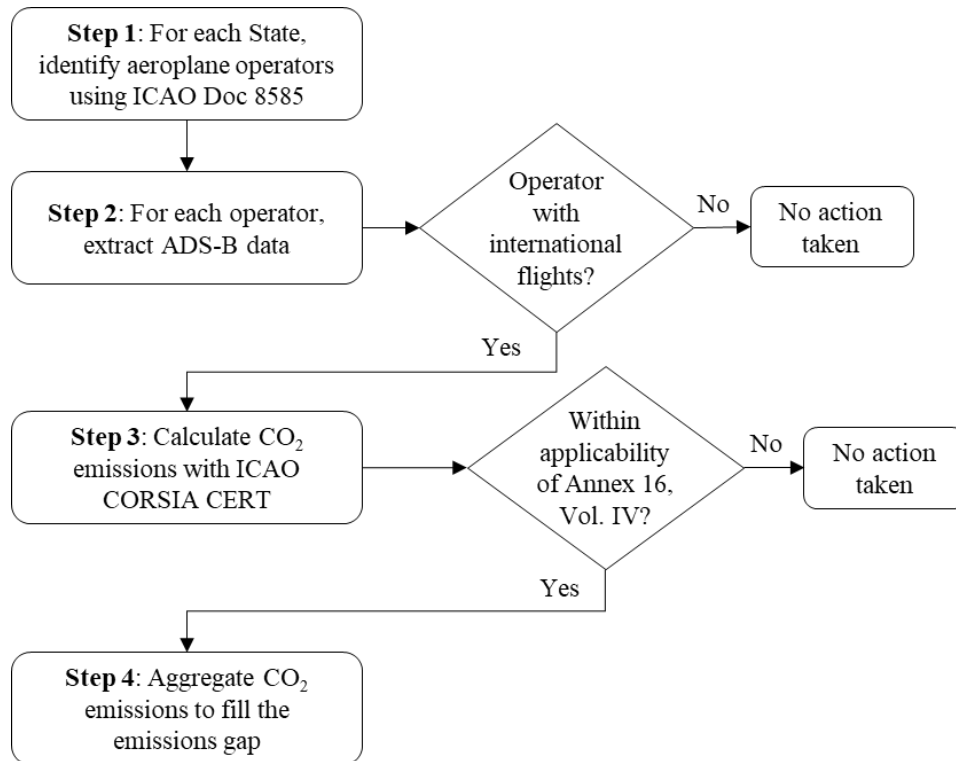 Step 1: For each State,
identify aeroplane operators
using ICAO Doc 8585
Step 2: For each operator,
extract ADS-B data
Operator
with
international
flights?
No
No action
taken
Yes
Step 3: Calculate CO₂
emissions with ICAO
CORSIA CERT
Within
applicability
of Annex 16,
Vol. IV?
No
No action
taken
Yes
Step 4: Aggregate CO₂
emissions to fill the
emissions gap